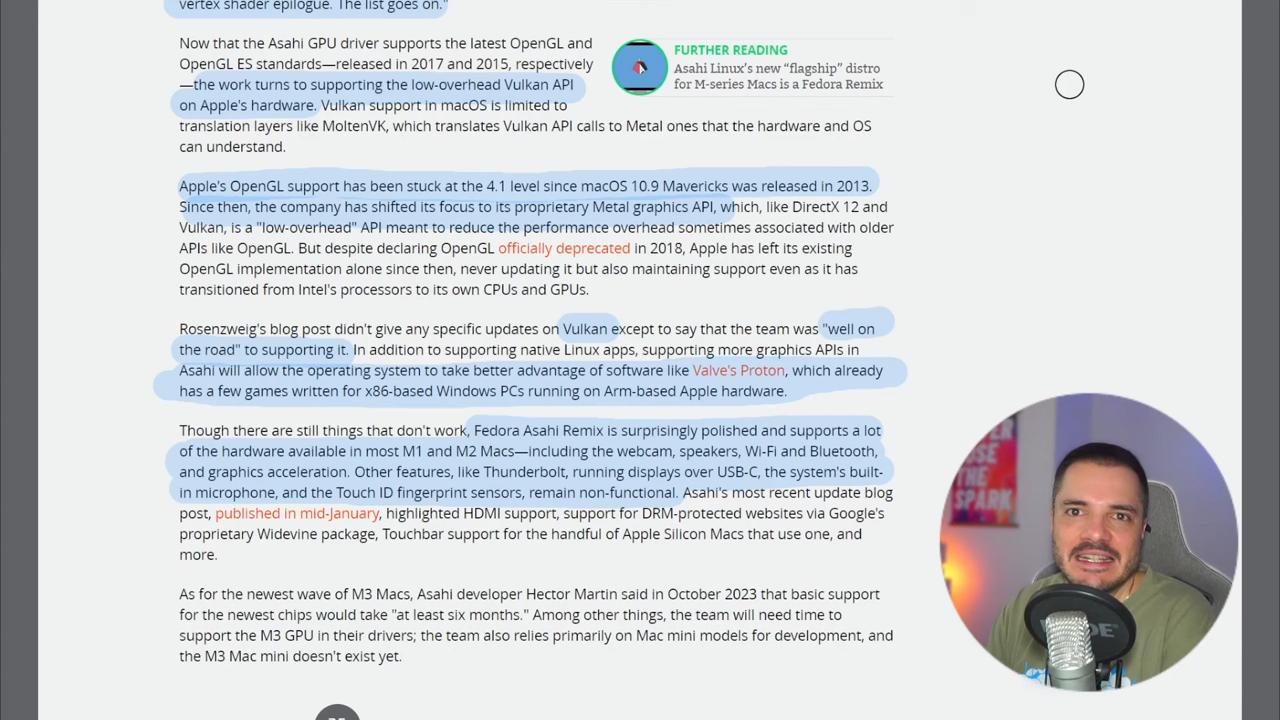 vertex shader epilogue. The list goes on."
Now that the Asahi GPU driver supports the latest OpenGL and
OpenGL ES standards—released in 2017 and 2015, respectively
—the work turns to supporting the low-overhead Vulkan API
on Apple's hardware. Vulkan support in macOS is limited to
translation layers like MoltenVK, which translates Vulkan API calls to Metal ones that the hardware and OS
can understand.
FURTHER READING
Asahi Linux's new “flagship” distro
for M-series Macs is a Fedora Remix
Apple's OpenGL support has been stuck at the 4.1 level since macOS 10.9 Mavericks was released in 2013.
Since then, the company has shifted its focus to its proprietary Metal graphics API, which, like DirectX 12 and
Vulkan, is a "low-overhead" API meant to reduce the performance overhead sometimes associated with older
APIs like OpenGL. But despite declaring OpenGL officially deprecated in 2018, Apple has left its existing
OpenGL implementation alone since then, never updating it but also maintaining support even as it has
transitioned from Intel's processors to its own CPUs and GPUs.
Rosenzweig's blog post didn't give any specific updates on Vulkan except to say that the team was "well on
the road" to supporting it. In addition to supporting native Linux apps, supporting more graphics APIs in
Asahi will allow the operating system to take better advantage of software like Valve's Proton, which already
has a few games written for x86-based Windows PCs running on Arm-based Apple hardware.
Though there are still things that don't work, Fedora Asahi Remix is surprisingly polished and supports a lot
of the hardware available in most M1 and M2 Macs—including the webcam, speakers, Wi-Fi and Bluetooth,
and graphics acceleration. Other features, like Thunderbolt, running displays over USB-C, the system's built-
in microphone, and the Touch ID fingerprint sensors, remain non-functional. Asahi's most recent update blog
post, published in mid-January, highlighted HDMI support, support for DRM-protected websites via Google's
proprietary Widevine package, Touchbar support for the handful of Apple Silicon Macs that use one, and
more.
As for the newest wave of M3 Macs, Asahi developer Hector Martin said in October 2023 that basic support
for the newest chips would take "at least six months." Among other things, the team will need time to
support the M3 GPU in their drivers; the team also relies primarily on Mac mini models for development, and
the M3 Mac mini doesn't exist yet.
THE
SPARK